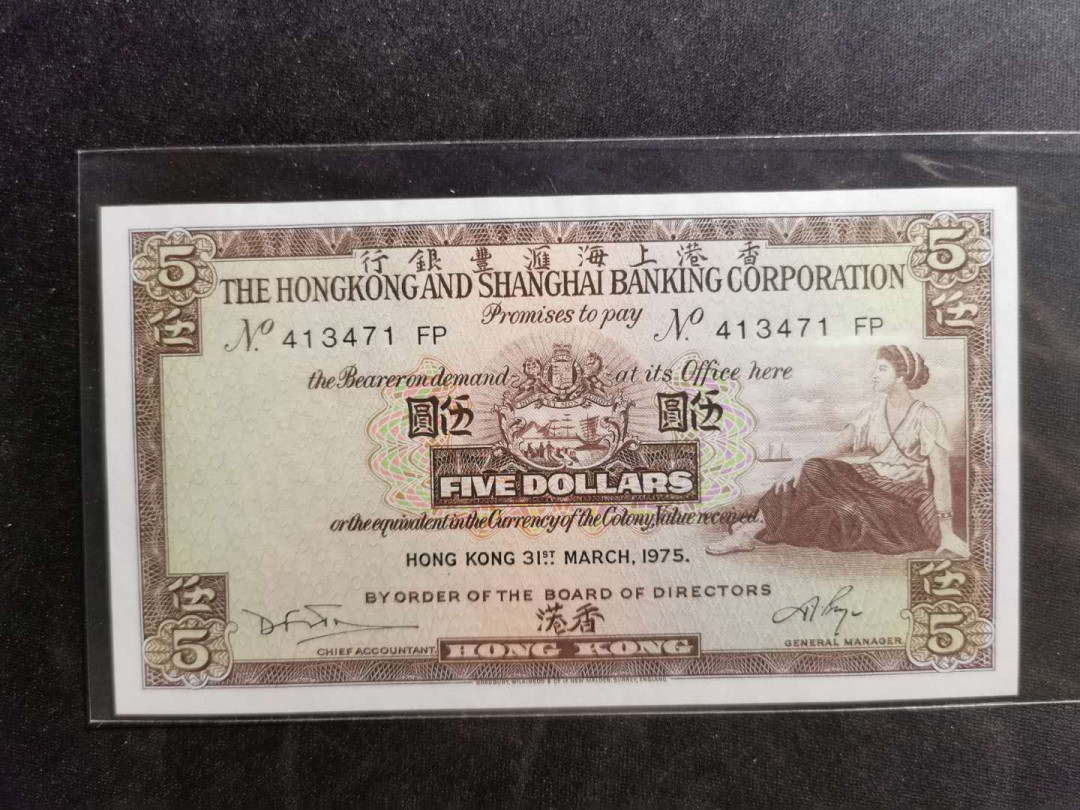 5 5
香港上海滙豐銀行
THE HONGKONG AND SHANGHAI BANKING CORPORATION
伍 伍
Promises to pay
Nº 413471 FP Nº 413471 FP
the Bearer on demand at its Office here
伍圓 伍圓
FIVE DOLLARS
or the equivalent in the Currency of the Colony, Value received.
HONG KONG 31ST MARCH, 1975.
伍 伍
BY ORDER OF THE BOARD OF DIRECTORS
香港
5 5
CHIEF ACCOUNTANT HONG KONG GENERAL MANAGER
NEW MALDEN, SURREY, ENGLAND.